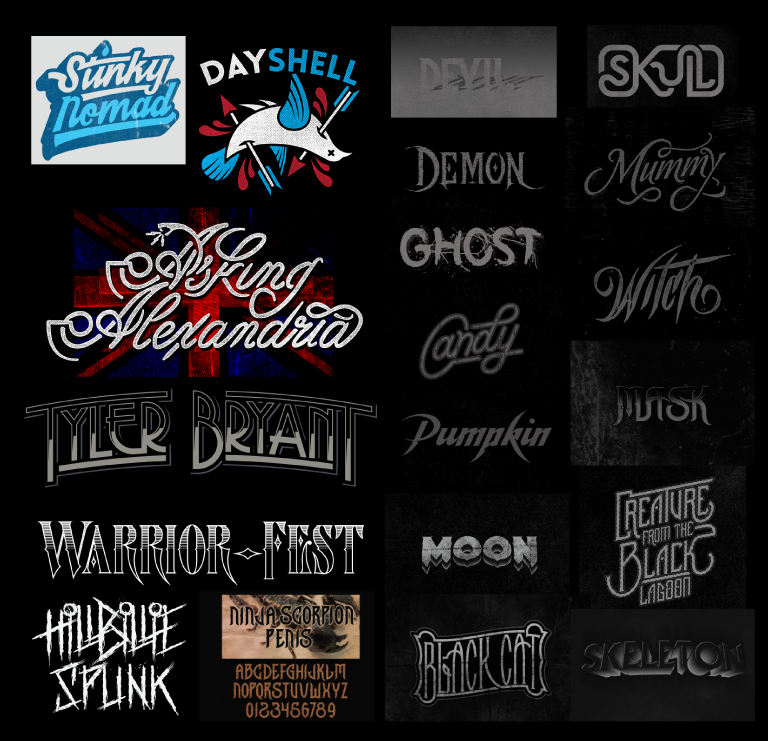 Stinky
Nomad
DAYSHELL
Asking
Alexandria
TYLER BRYANT
WARRIOR-FEST
HILLBILLIE
SPUNK
NINJA SCORPION
PENIS
ABCDEFGHIJKLM
NOPQRSTUVWXYZ
0123456789
DEVIL
DEMON
GHOST
Candy
Pumpkin
MOON
BLACK CAT
SKULL
Mummy
Witch
MASK
CREATURE
FROM THE
BLACK
LAGOON
SKELETON